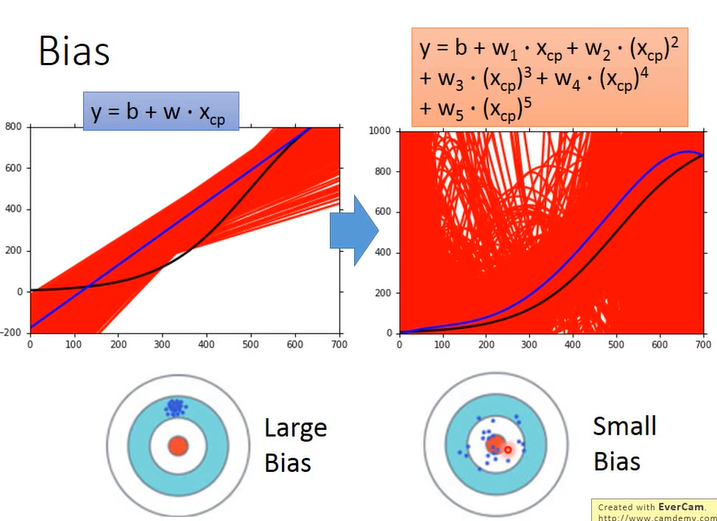 Bias
y = b + w · xcp
y = b + w1 · xcp + w2 · (xcp)2
+ w3 · (xcp)3 + w4 · (xcp)4
+ w5 · (xcp)5
800
600
400
200
0
−200
0 100 200 300 400 500 600 700
1000
800
600
400
200
0
0 100 200 300 400 500 600 700
Large
Bias
Small
Bias
Created with EverCam.
http://www.camdemy.com